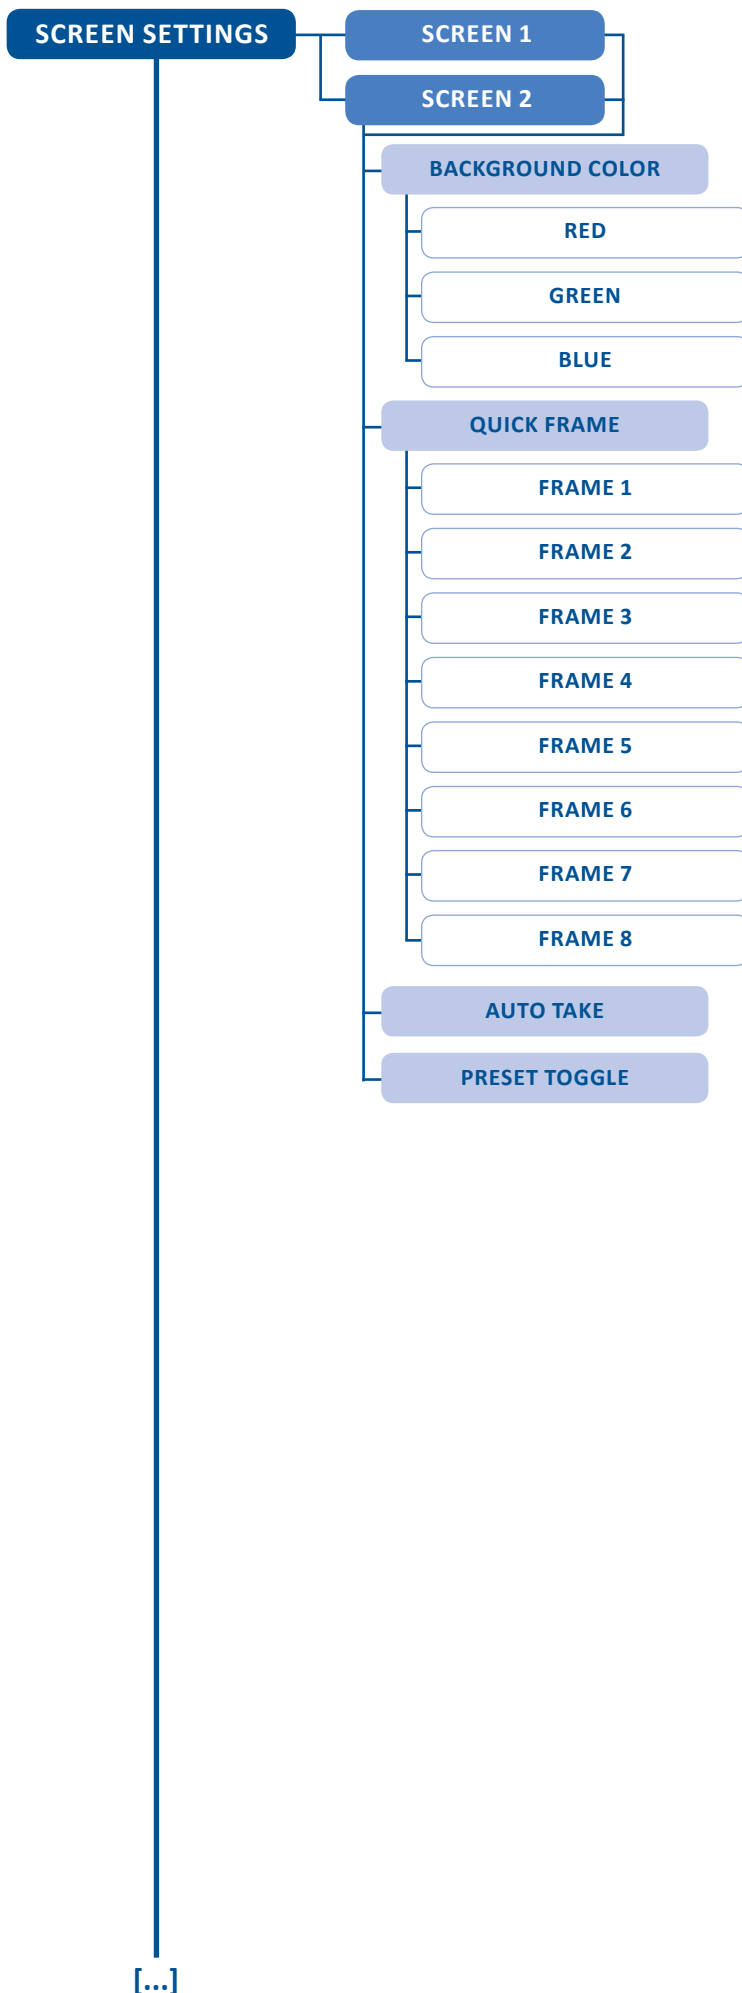 SCREEN SETTINGS
SCREEN 1
SCREEN 2
BACKGROUND COLOR
RED
GREEN
BLUE
QUICK FRAME
FRAME 1
FRAME 2
FRAME 3
FRAME 4
FRAME 5
FRAME 6
FRAME 7
FRAME 8
AUTO TAKE
PRESET TOGGLE
[...]